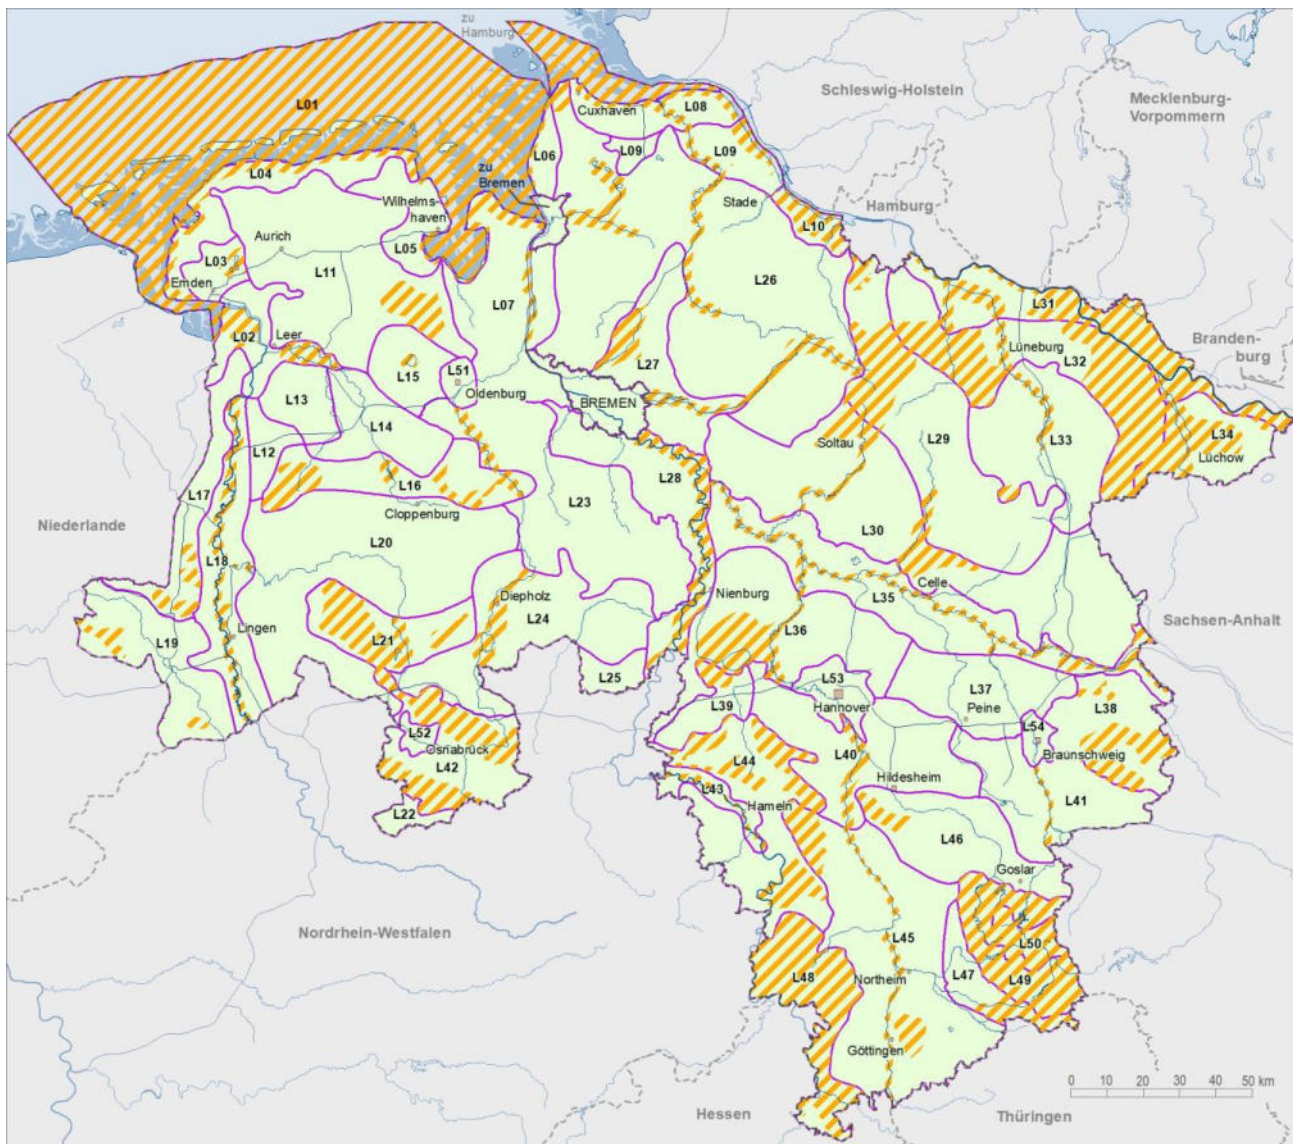 zu
Hamburg
Schleswig-Holstein
Mecklenburg-
Vorpommern
L01
Cuxhaven
L08
L06
L09
L09
zu
Bremen
L04
Wilhelms-
haven
Stade
Hamburg
L10
Aurich
L05
L03
L11
Emden
L26
L07
L31
L02
Leer
Lüneburg
L32
Branden-
burg
L27
L15
L51
Oldenburg
L13
BREMEN
L14
L34
Lüchow
L29
L33
Soltau
L12
L28
L16
L17
L23
Cloppenburg
Niederlande
L20
L30
L18
Celle
Diepholz
Nienburg
L35
L24
Sachsen-Anhalt
Lingen
L19
L21
L36
L25
L53
L37
L39
Hannover
Peine
L38
L52
L54
Osnabrück
L40
Braunschweig
L44
L42
Hildesheim
L43
Hameln
L41
L22
L46
Goslar
Nordrhein-Westfalen
L45
L50
L48
Northeim
L47
L49
Göttingen
0 10 20 30 40 50 km
Hessen
Thüringen